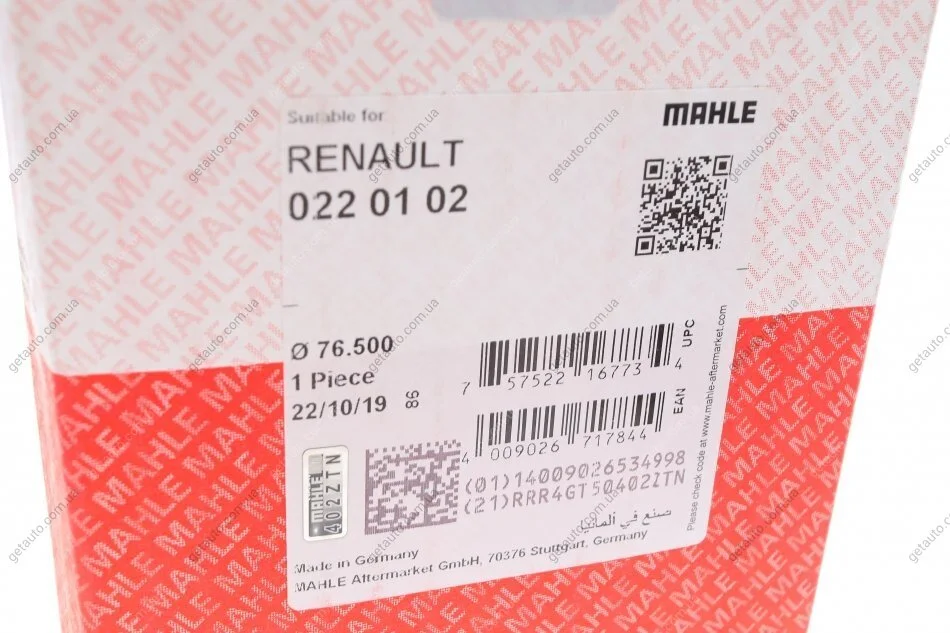 Suitable for
MAHLE
RENAULT
022 01 02
Ø 76.500
1 Piece
22/10/19 86
7 57522 16773 4 UPC
4 009026 717844 EAN
MAHLE
402ZTN
(01)14009026534998
(21)RRR4GT50402ZTN
صنع في ألمانيا
Made in Germany
MAHLE Aftermarket GmbH, 70376 Stuttgart, Germany
Please check code at www.mahle-aftermarket.com
getauto.com.ua